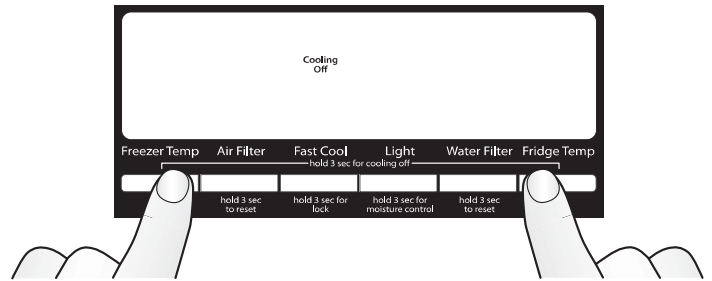 Cooling
Off
Freezer Temp Air Filter Fast Cool Light Water Filter Fridge Temp
hold 3 sec for cooling off
hold 3 sec
to reset
hold 3 sec for
lock
hold 3 sec for
moisture control
hold 3 sec
to reset